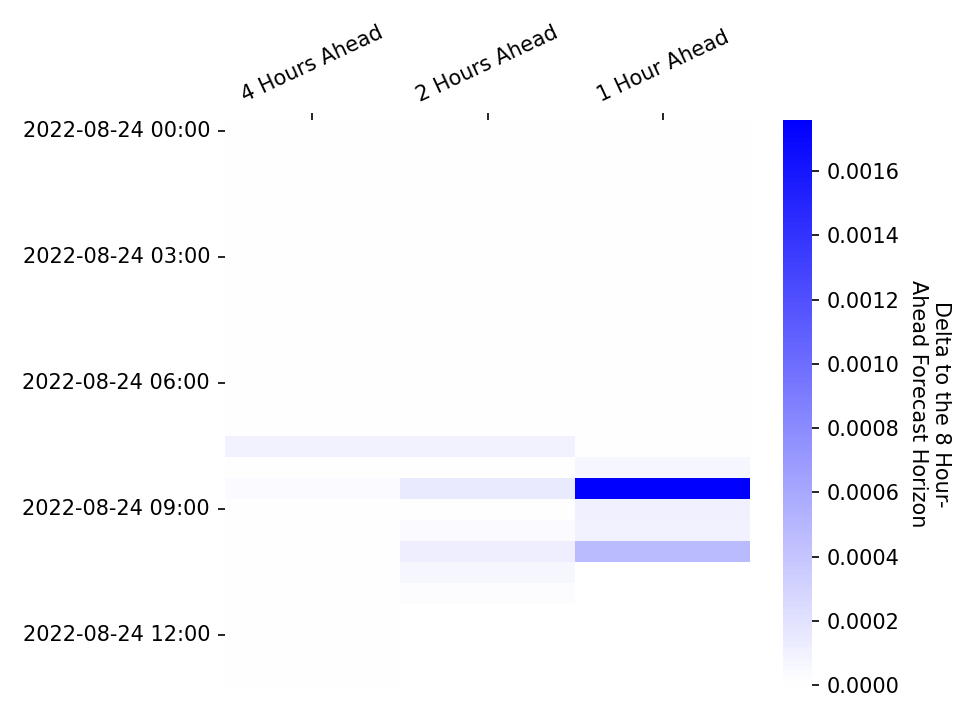 4 Hours Ahead
2 Hours Ahead
1 Hour Ahead
2022-08-24 00:00
2022-08-24 03:00
2022-08-24 06:00
2022-08-24 09:00
2022-08-24 12:00
0.0016
0.0014
0.0012
0.0010
0.0008
0.0006
0.0004
0.0002
0.0000
Delta to the 8 Hour-
Ahead Forecast Horizon